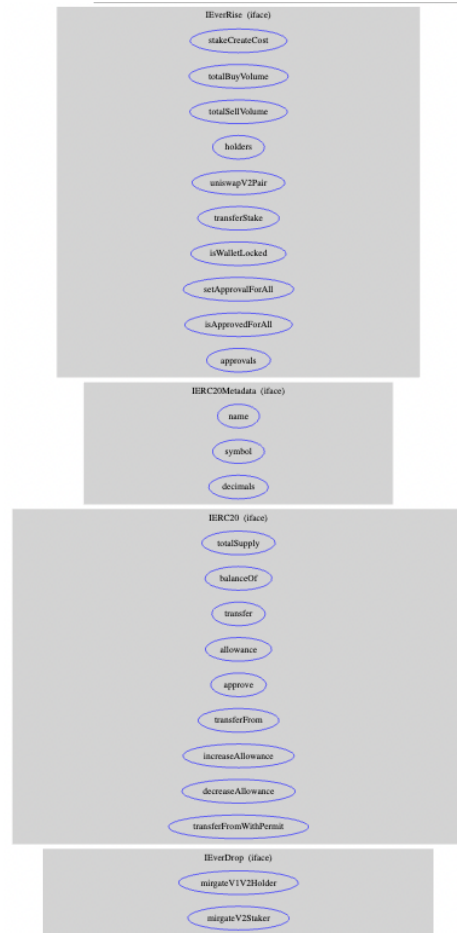 IEverRise (iface)
stakeCreateCost
totalBuyVolume
totalSellVolume
holders
uniswapV2Pair
transferStake
isWalletLocked
setApprovalForAll
isApprovedForAll
approvals
IERC20Metadata (iface)
name
symbol
decimals
IERC20 (iface)
totalSupply
balanceOf
transfer
allowance
approve
transferFrom
increaseAllowance
decreaseAllowance
transferFromWithPermit
IEverDrop (iface)
mirgateV1V2Holder
mirgateV2Staker